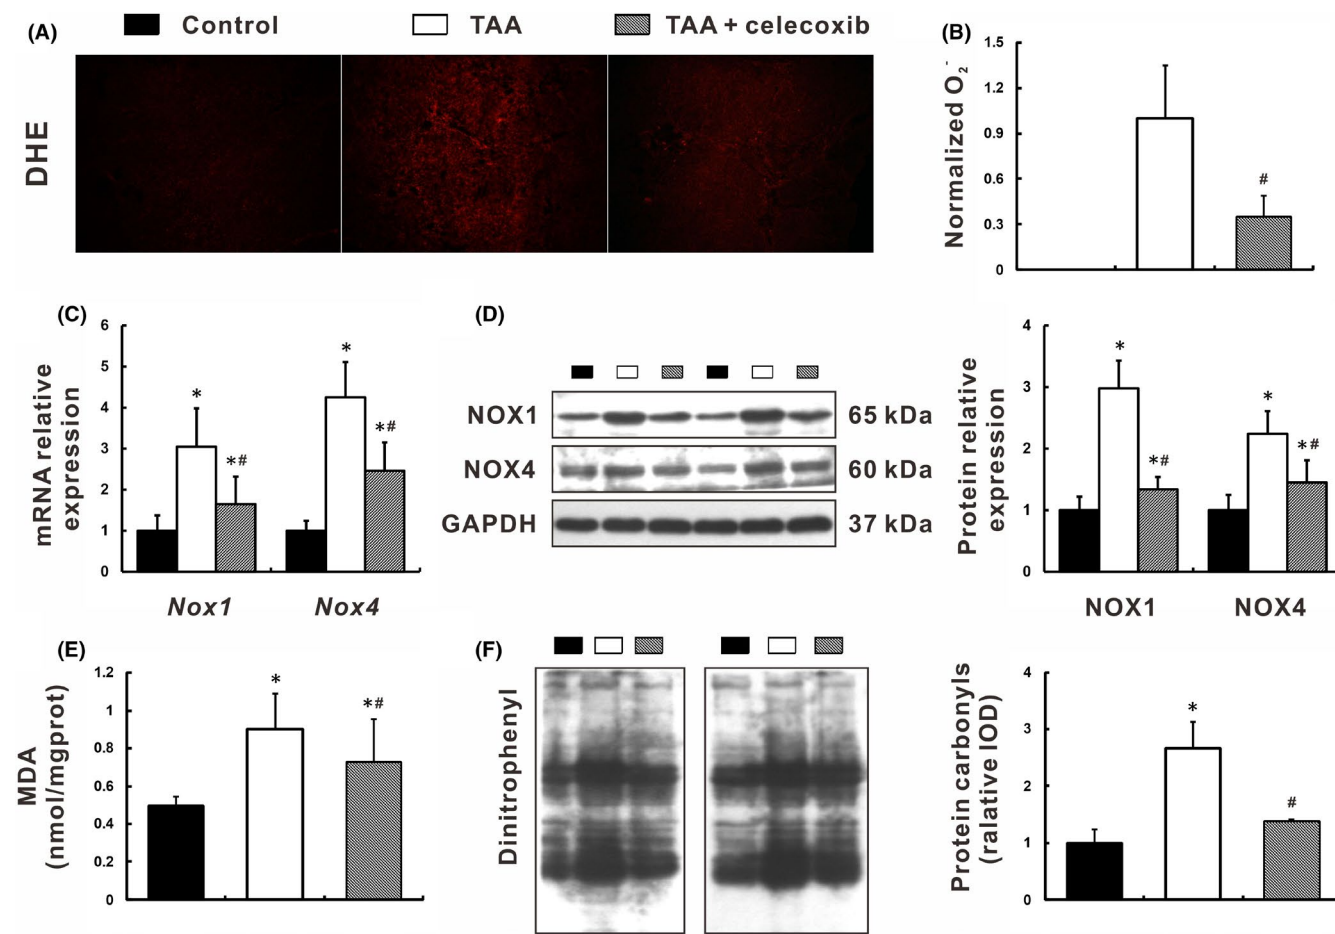 (A)
Control
TAA
TAA + celecoxib
DHE
(B)
Normalized O2-
1.5
1.2
0.9
0.6
0.3
0
#
(C)
mRNA relative
expression
6
5
4
3
2
1
0
*
*#
*
*#
Nox1
Nox4
(D)
NOX1
65 kDa
NOX4
60 kDa
GAPDH
37 kDa
Protein relative
expression
4
3
2
1
0
*
*#
*
*#
NOX1
NOX4
(E)
MDA
(nmol/mgprot)
1.2
1
0.8
0.6
0.4
0.2
0
*
*#
(F)
Dinitrophenyl
Protein carbonyls
(ralative IOD)
4
3
2
1
0
*
#